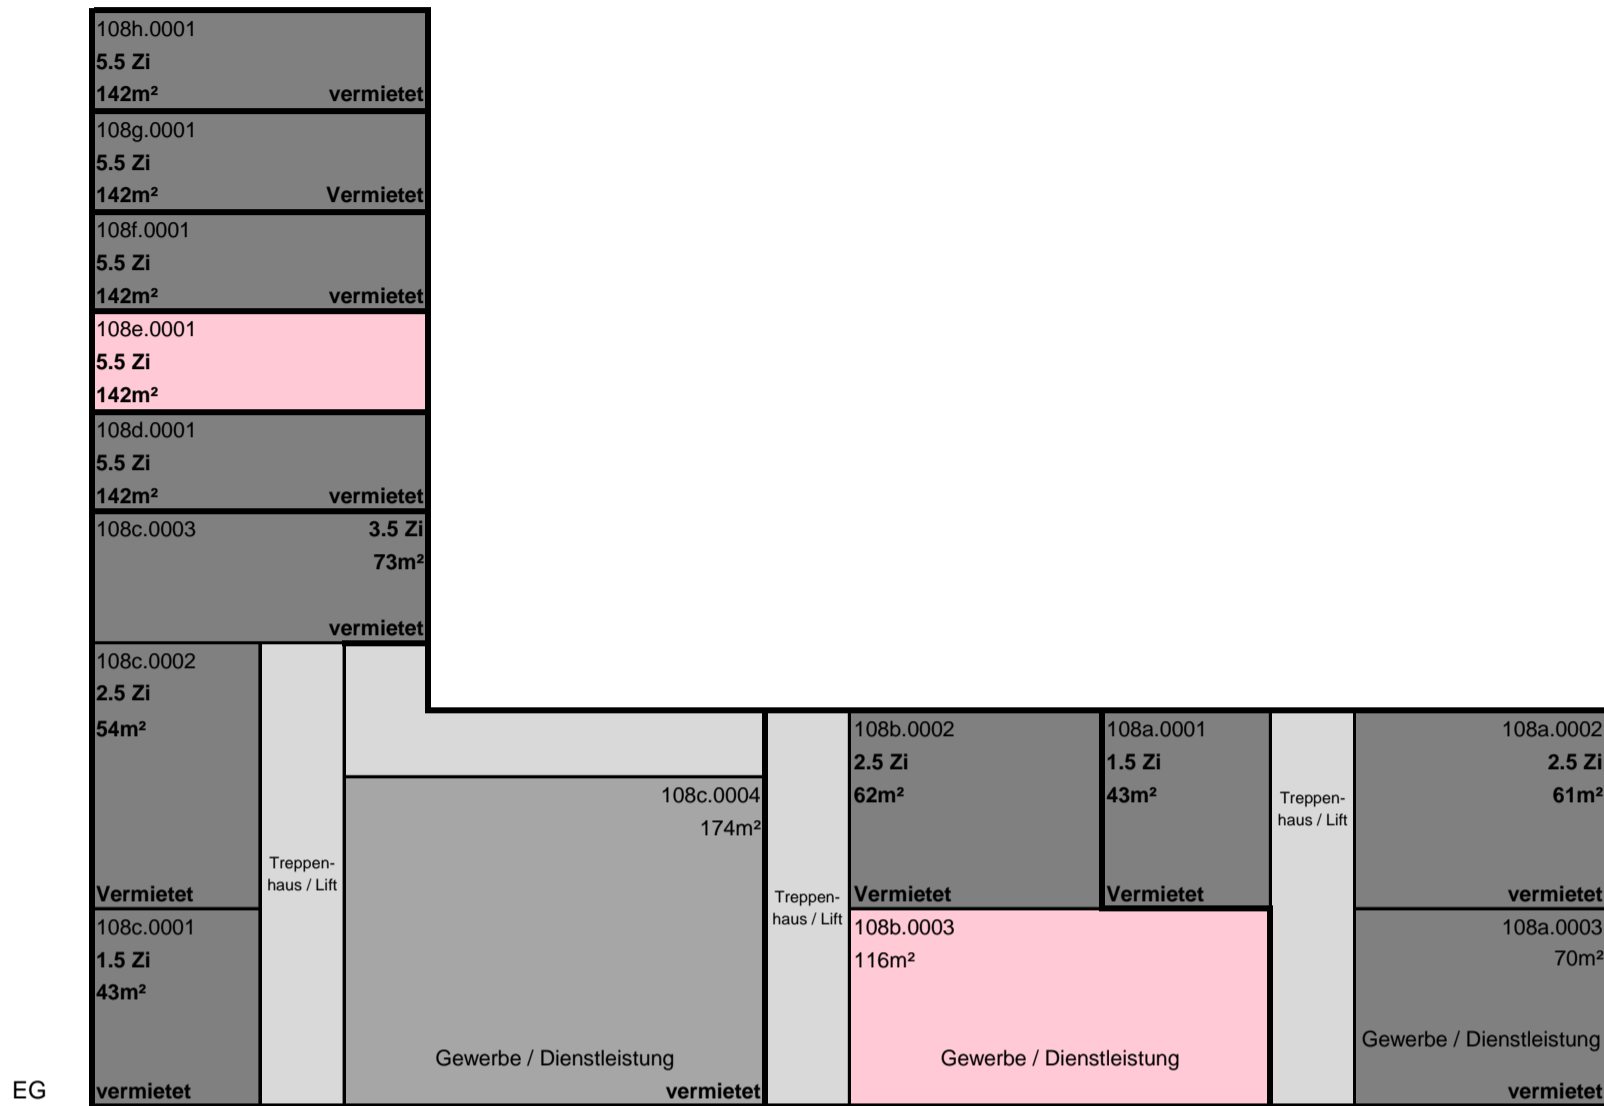 108h.0001
5.5 Zi
142m² vermietet
108g.0001
5.5 Zi
142m² Vermietet
108f.0001
5.5 Zi
142m² vermietet
108e.0001
5.5 Zi
142m²
108d.0001
5.5 Zi
142m² vermietet
108c.0003 3.5 Zi
73m²
vermietet
108c.0002
2.5 Zi
54m²
Vermietet
108c.0001
1.5 Zi
43m²
vermietet
Treppen-
haus / Lift
108c.0004
174m²
Gewerbe / Dienstleistung
vermietet
Treppen-
haus / Lift
108b.0002
2.5 Zi
62m²
Vermietet
108a.0001
1.5 Zi
43m²
Vermietet
108b.0003
116m²
Gewerbe / Dienstleistung
Treppen-
haus / Lift
108a.0002
2.5 Zi
61m²
vermietet
108a.0003
70m²
Gewerbe / Dienstleistung
vermietet
EG